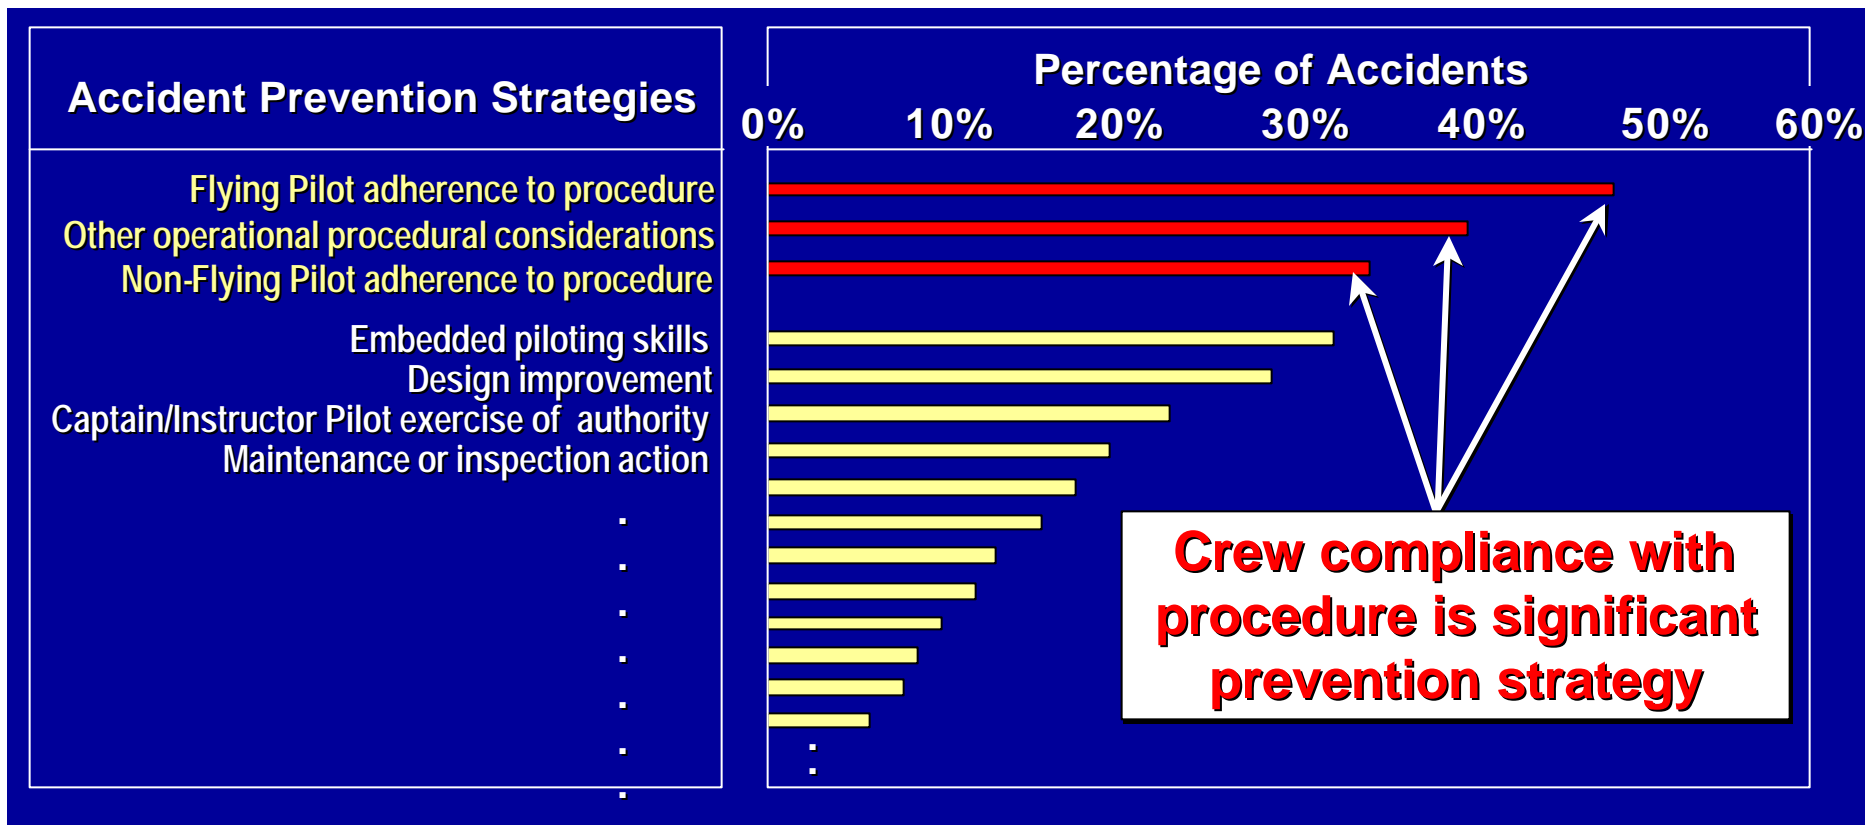 Accident Prevention Strategies
Percentage of Accidents
0% 10% 20% 30% 40% 50% 60%
Flying Pilot adherence to procedure
Other operational procedural considerations
Non-Flying Pilot adherence to procedure
Embedded piloting skills
Design improvement
Captain/Instructor Pilot exercise of authority
Maintenance or inspection action
.
.
.
.
.
.
.
:
Crew compliance with
procedure is significant
prevention strategy